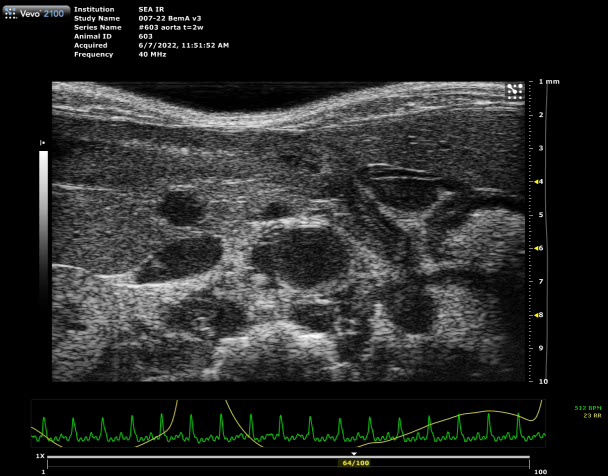 Vevo 2100
Institution SEA IR
Study Name 007-22 BemA v3
Series Name #603 aorta t=2w
Animal ID 603
Acquired 6/7/2022, 11:51:52 AM
Frequency 40 MHz
1 mm
2
3
4
5
6
7
8
9
10
512 BPM
23 RR
1X
64/100
1 100